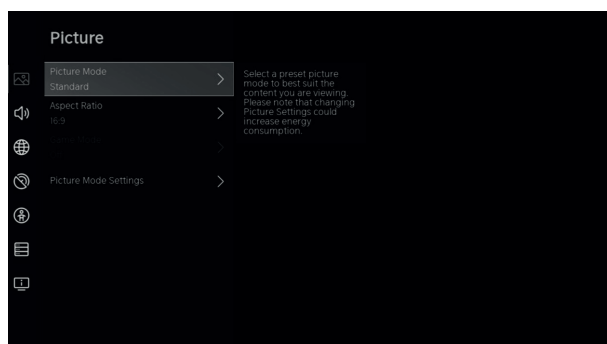 Picture
Picture Mode
Standard
Select a preset picture
mode to best suit the
content you are viewing.
Please note that changing
Picture Settings could
increase energy
consumption.
Aspect Ratio
16:9
Picture Mode Settings